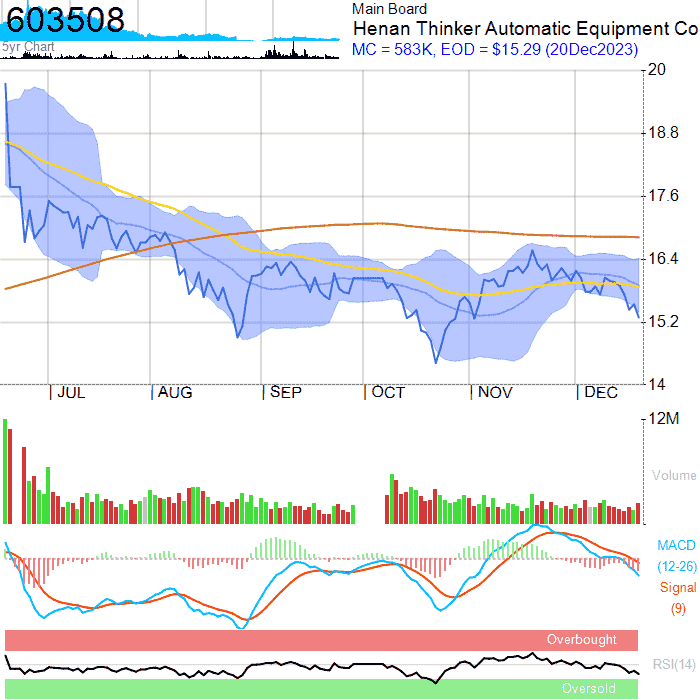 603508
5yr Chart
Main Board
Henan Thinker Automatic Equipment Co
MC = 583K, EOD = $15.29 (20Dec2023)
20
18.8
17.6
16.4
15.2
14
JUL AUG SEP OCT NOV DEC
12M
Volume
MACD
(12-26)
Signal
(9)
Overbought
RSI(14)
Oversold